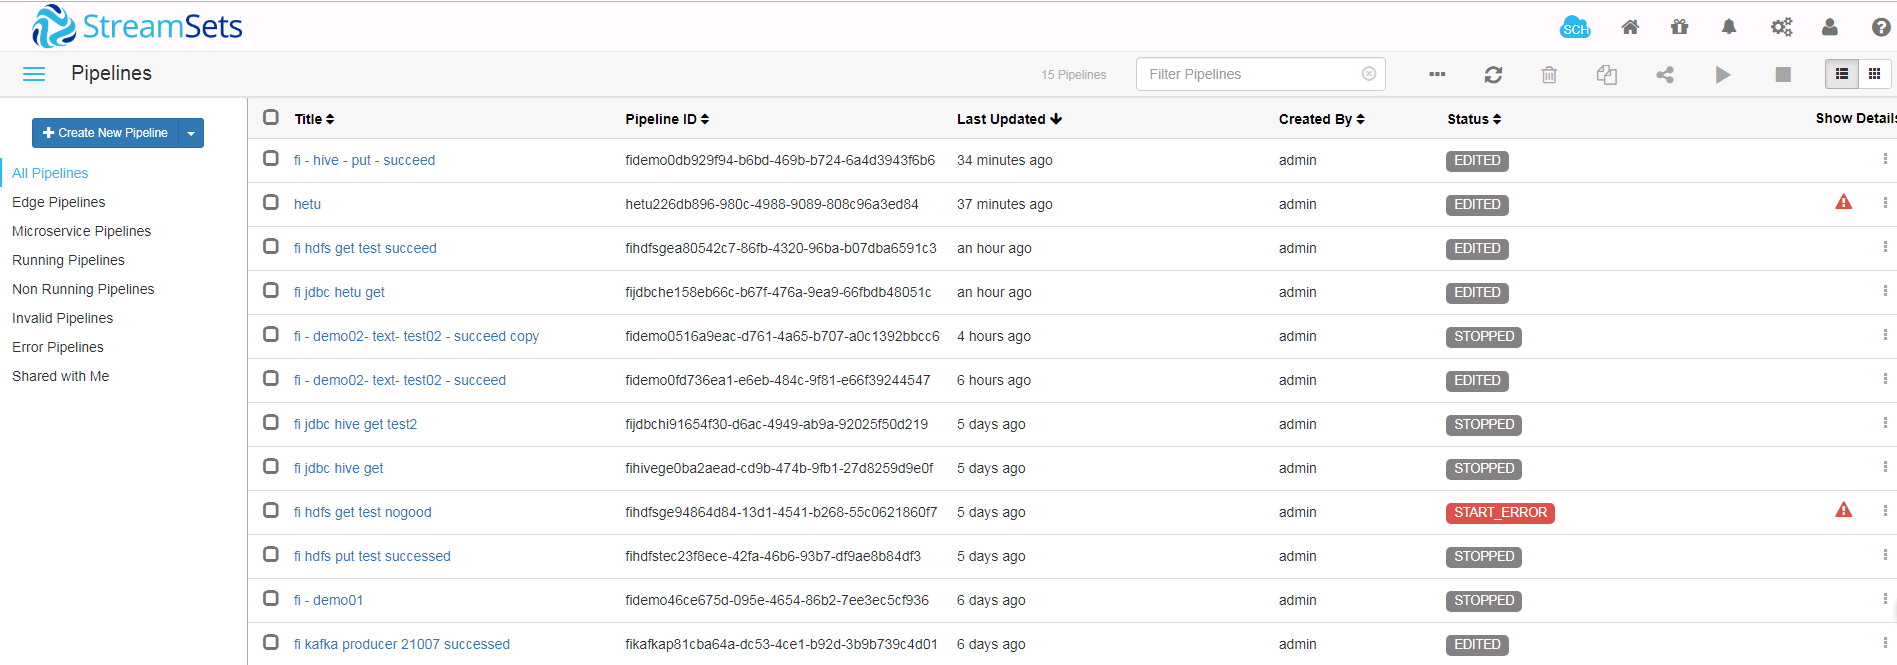 StreamSets
SCH
Pipelines
15 Pipelines
Filter Pipelines
Create New Pipeline
All Pipelines
Edge Pipelines
Microservice Pipelines
Running Pipelines
Non Running Pipelines
Invalid Pipelines
Error Pipelines
Shared with Me
Title Pipeline ID Last Updated Created By Status Show Details
fi - hive - put - succeed fidemo0db929f94-b6bd-469b-b724-6a4d3943f6b6 34 minutes ago admin EDITED
hetu hetu226db896-980c-4988-9089-808c96a3ed84 37 minutes ago admin EDITED
fi hdfs get test succeed fihdfsgea80542c7-86fb-4320-96ba-b07dba6591c3 an hour ago admin EDITED
fi jdbc hetu get fijdbche158eb66c-b67f-476a-9ea9-66fbdb48051c an hour ago admin EDITED
fi - demo02- text- test02 - succeed copy fidemo0516a9eac-d761-4a65-b707-a0c1392bbcc6 4 hours ago admin STOPPED
fi - demo02- text- test02 - succeed fidemo0fd736ea1-e6eb-484c-9f81-e66f39244547 6 hours ago admin EDITED
fi jdbc hive get test2 fijdbchi91654f30-d6ac-4949-ab9a-92025f50d219 5 days ago admin STOPPED
fi jdbc hive get fihivege0ba2aead-cd9b-474b-9fb1-27d8259d9e0f 5 days ago admin STOPPED
fi hdfs get test nogood fihdfsge94864d84-13d1-4541-b268-55c0621860f7 5 days ago admin START_ERROR
fi hdfs put test successed fihdfstec23f8ece-42fa-46b6-93b7-df9ae8b84df3 5 days ago admin STOPPED
fi - demo01 fidemo46ce675d-095e-4654-86b2-7ee3ec5cf936 6 days ago admin STOPPED
fi kafka producer 21007 successed fikafkap81cba64a-dc53-4ce1-b92d-3b9b739c4d01 6 days ago admin EDITED